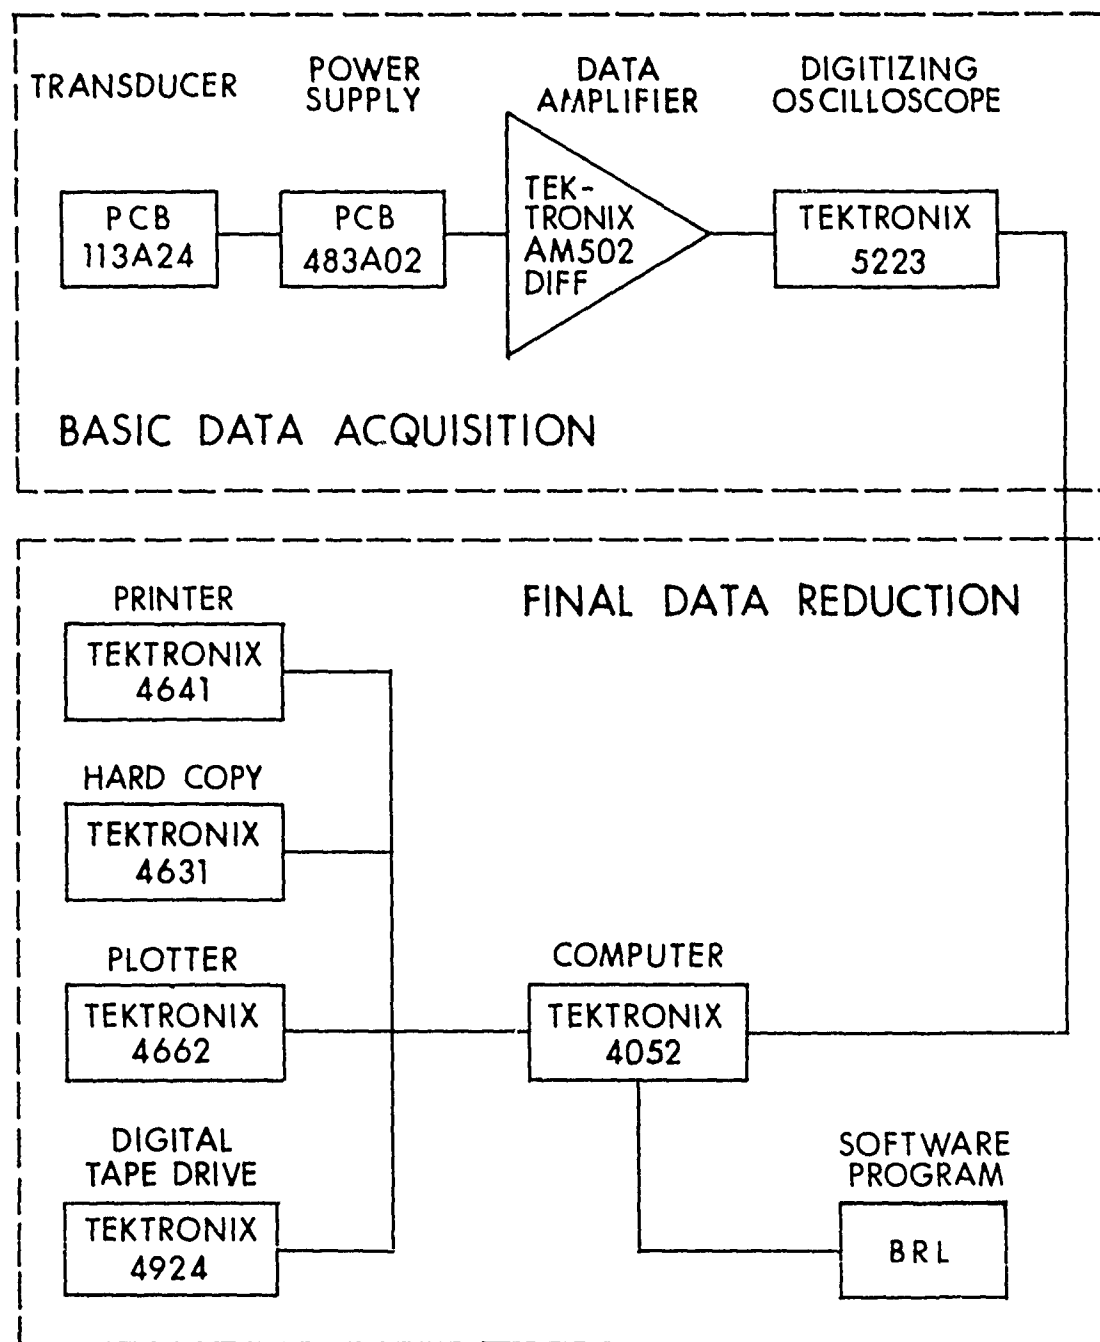 TRANSDUCER
POWER
SUPPLY
DATA
AMPLIFIER
DIGITIZING
OSCILLOSCOPE
PCB
113A24
PCB
483A02
TEK-
TRONIX
AM502
DIFF
TEKTRONIX
5223
BASIC DATA ACQUISITION
FINAL DATA REDUCTION
PRINTER
TEKTRONIX
4641
HARD COPY
TEKTRONIX
4631
PLOTTER
TEKTRONIX
4662
COMPUTER
TEKTRONIX
4052
DIGITAL
TAPE DRIVE
TEKTRONIX
4924
SOFTWARE
PROGRAM
BRL